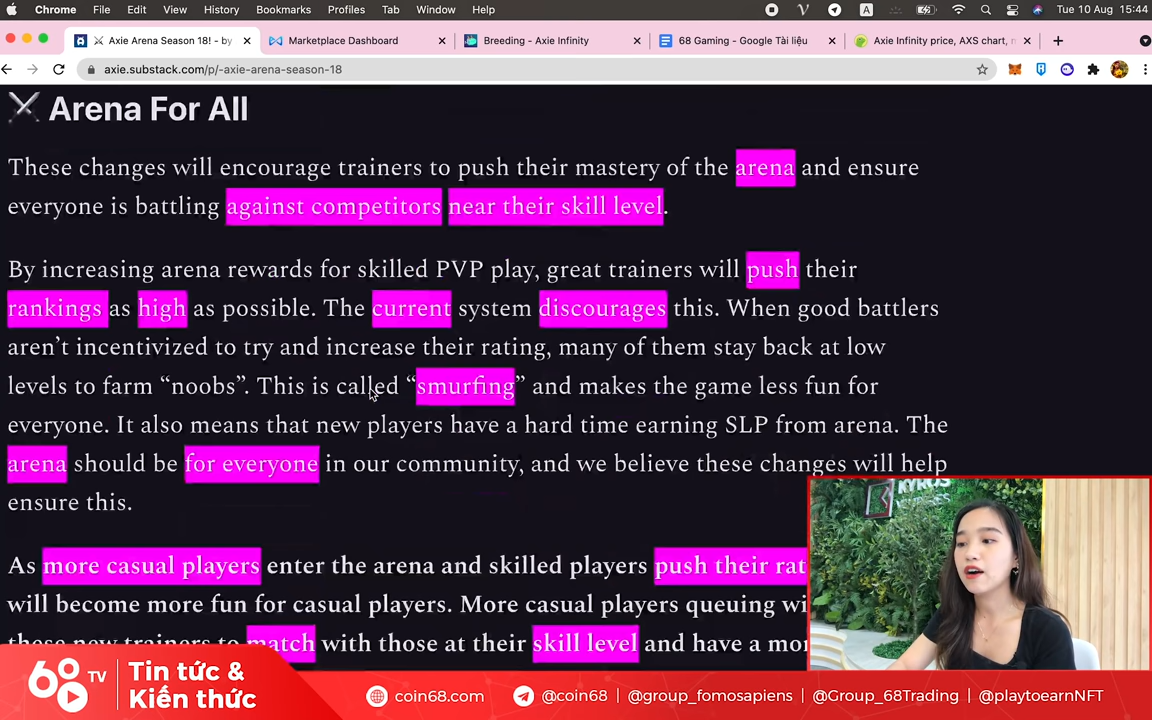 Chrome File Edit View History Bookmarks Profiles Tab Window Help A Tue 10 Aug 15:44
Axie Arena Season 18! - by Marketplace Dashboard Breeding - Axie Infinity 68 Gaming - Google Tài liệu Axie Infinity price, AXS chart,
axie.substack.com/p/-axie-arena-season-18
Arena For All
These changes will encourage trainers to push their mastery of the arena and ensure
everyone is battling against competitors near their skill level.
By increasing arena rewards for skilled PVP play, great trainers will push their
rankings as high as possible. The current system discourages this. When good battlers
aren't incentivized to try and increase their rating, many of them stay back at low
levels to farm “noobs”. This is called “smurfing” and makes the game less fun for
everyone. It also means that new players have a hard time earning SLP from arena. The
arena should be for everyone in our community, and we believe these changes will help
ensure this.
As more casual players enter the arena and skilled players push their rat
will become more fun for casual players. More casual players queuing wi
these new trainers to match with those at their skill level and have a mor
KYROS
68 TV Tin tức &
Kiến thức
coin68.com @coin68 | @group_fomosapiens | @Group_68Trading | @playtoearnNFT